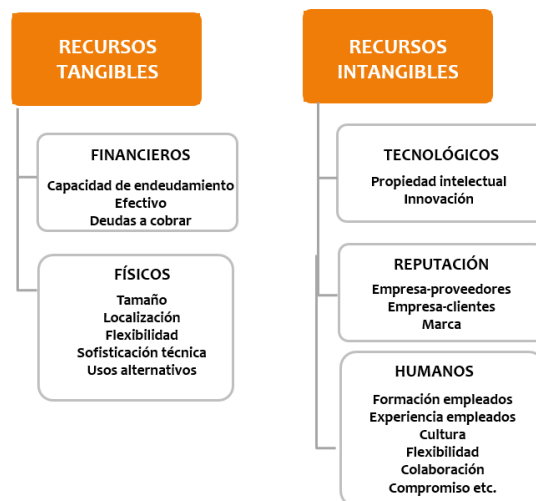 RECURSOS
TANGIBLES
FINANCIEROS
Capacidad de endeudamiento
Efectivo
Deudas a cobrar
FÍSICOS
Tamaño
Localización
Flexibilidad
Sofisticación técnica
Usos alternativos
RECURSOS
INTANGIBLES
TECNOLÓGICOS
Propiedad intelectual
Innovación
REPUTACIÓN
Empresa-proveedores
Empresa-clientes
Marca
HUMANOS
Formación empleados
Experiencia empleados
Cultura
Flexibilidad
Colaboración
Compromiso etc.